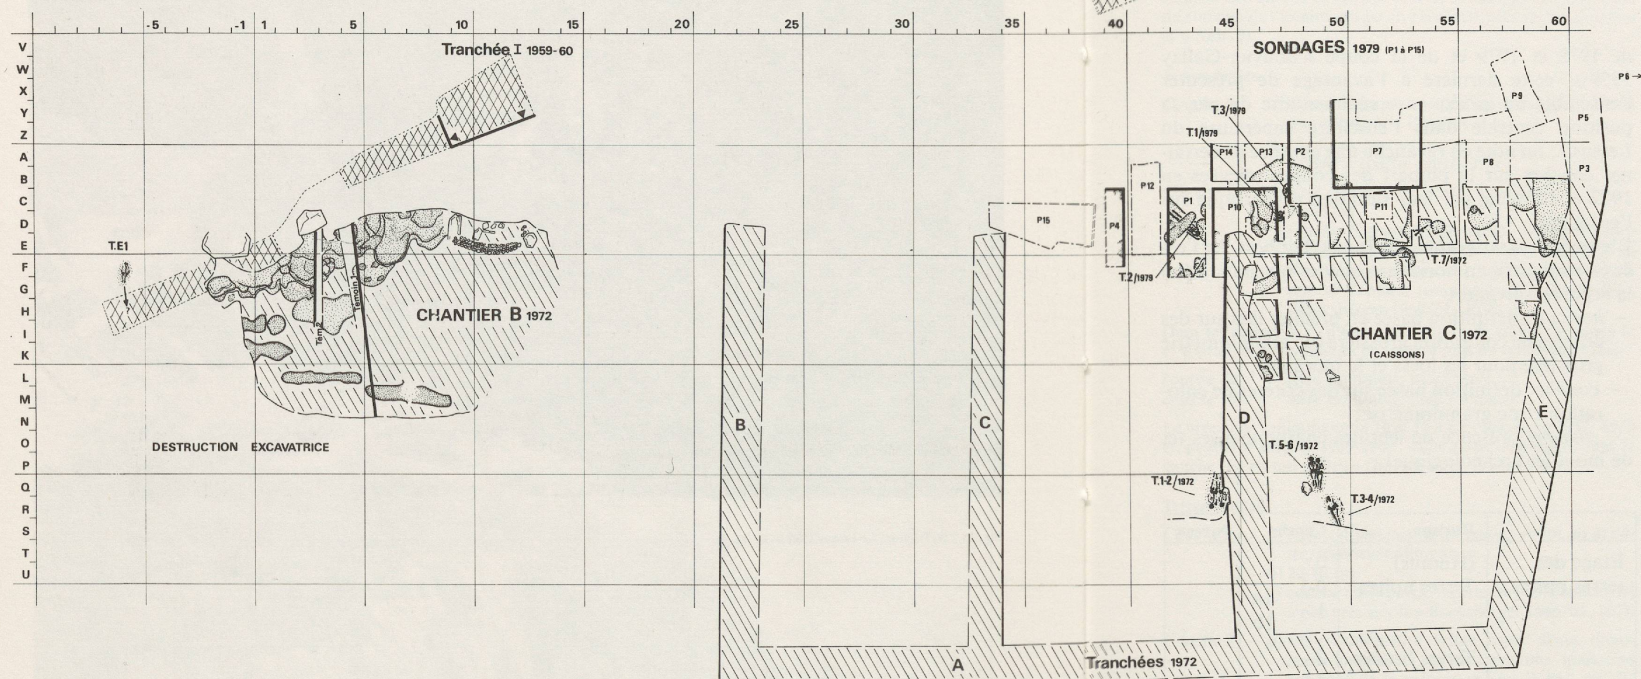 -5 -1 1 5 10 15 20 25 30 35 40 45 50 55 60
V
W
X
Y
Z
A
B
C
D
E
F
G
H
I
K
L
M
N
O
P
Q
R
S
T
U
Tranchée I 1959-60
SONDAGES 1979 (P1 à P15)
P6 →
P9
P5
T.3/1979
T.1/1979
P14
P13
P2
P7
P8
P3
P12
P15
P4
P1
P10
P11
T.2/1979
T.7/1972
T.E1
Tém.2
Témoin 1
CHANTIER B 1972
CHANTIER C 1972
(CAISSONS)
DESTRUCTION EXCAVATRICE
B
C
D
E
T.5-6/1972
T.1-2/1972
T.3-4/1972
A
Tranchées 1972